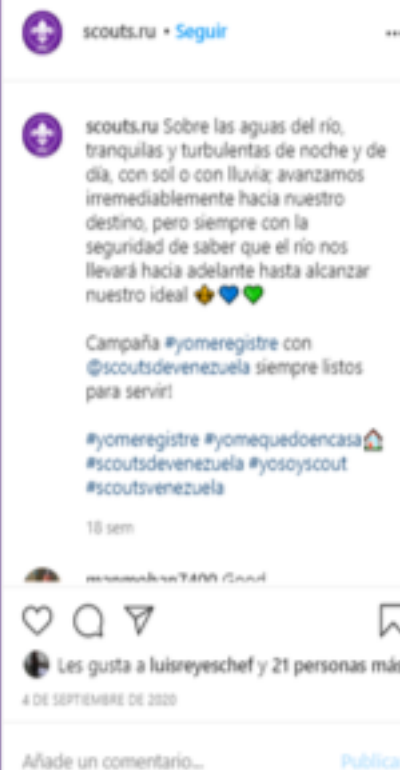 scouts.ru • Seguir
scouts.ru Sobre las aguas del río,
tranquilas y turbulentas de noche y de
día, con sol o con lluvia; avanzamos
irremediablemente hacia nuestro
destino, pero siempre con la
seguridad de saber que el río nos
llevará hacia adelante hasta alcanzar
nuestro ideal
Campaña #yomeregistre con
@scoutsdevenezuela siempre listos
para servir!
#yomeregistre #yomequedoencasa
#scoutsdevenezuela #yosoyscout
#scoutsvenezuela
18 sem
manmohan7400 Good
Les gusta a luisreyeschef y 21 personas más
4 DE SEPTIEMBRE DE 2020
Añade un comentario... Publica